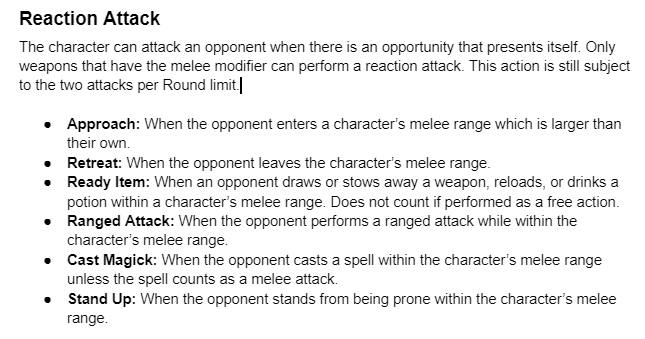 Reaction Attack
The character can attack an opponent when there is an opportunity that presents itself. Only
weapons that have the melee modifier can perform a reaction attack. This action is still subject
to the two attacks per Round limit.
● Approach: When the opponent enters a character's melee range which is larger than
their own.
● Retreat: When the opponent leaves the character's melee range.
● Ready Item: When an opponent draws or stows away a weapon, reloads, or drinks a
potion within a character's melee range. Does not count if performed as a free action.
● Ranged Attack: When the opponent performs a ranged attack while within the
character's melee range.
● Cast Magick: When the opponent casts a spell within the character's melee range
unless the spell counts as a melee attack.
● Stand Up: When the opponent stands from being prone within the character's melee
range.